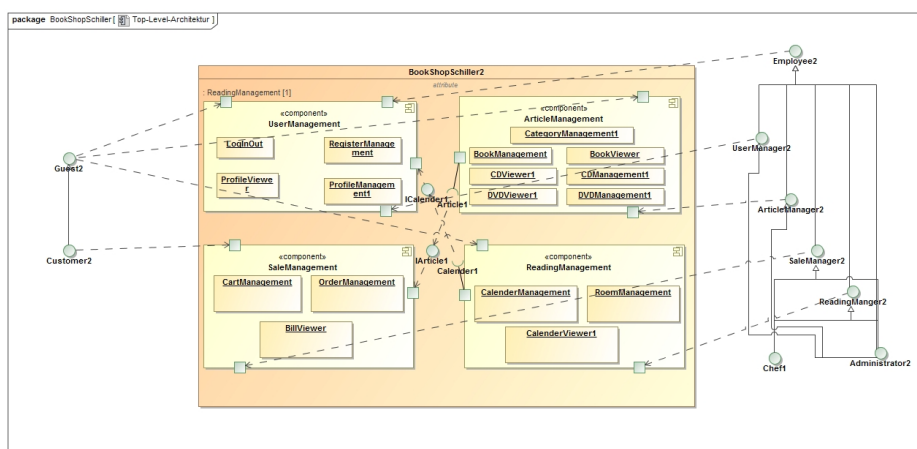 package BookShopSchiller [ Top-Level-Architektur ]
Employee2
BookShopSchiller2
attribute
: ReadingManagement [1]
«component»
UserManagement
LogInOut
RegisterManage
ment
ProfileViewe
r
ProfileManagem
ent1
«component»
ArticleManagement
CategoryManagement1
BookManagement
BookViewer
CDViewer1
CDManagement1
DVDViewer1
DVDManagement1
Guest2
UserManager2
ICalender1
Article1
ArticleManager2
Customer2
«component»
SaleManagement
CartManagement
OrderManagement
BillViewer
IArticle1
Calender1
«component»
ReadingManagement
CalenderManagement
RoomManagement
CalenderViewer1
SaleManager2
ReadingManger2
Chef1
Administrator2